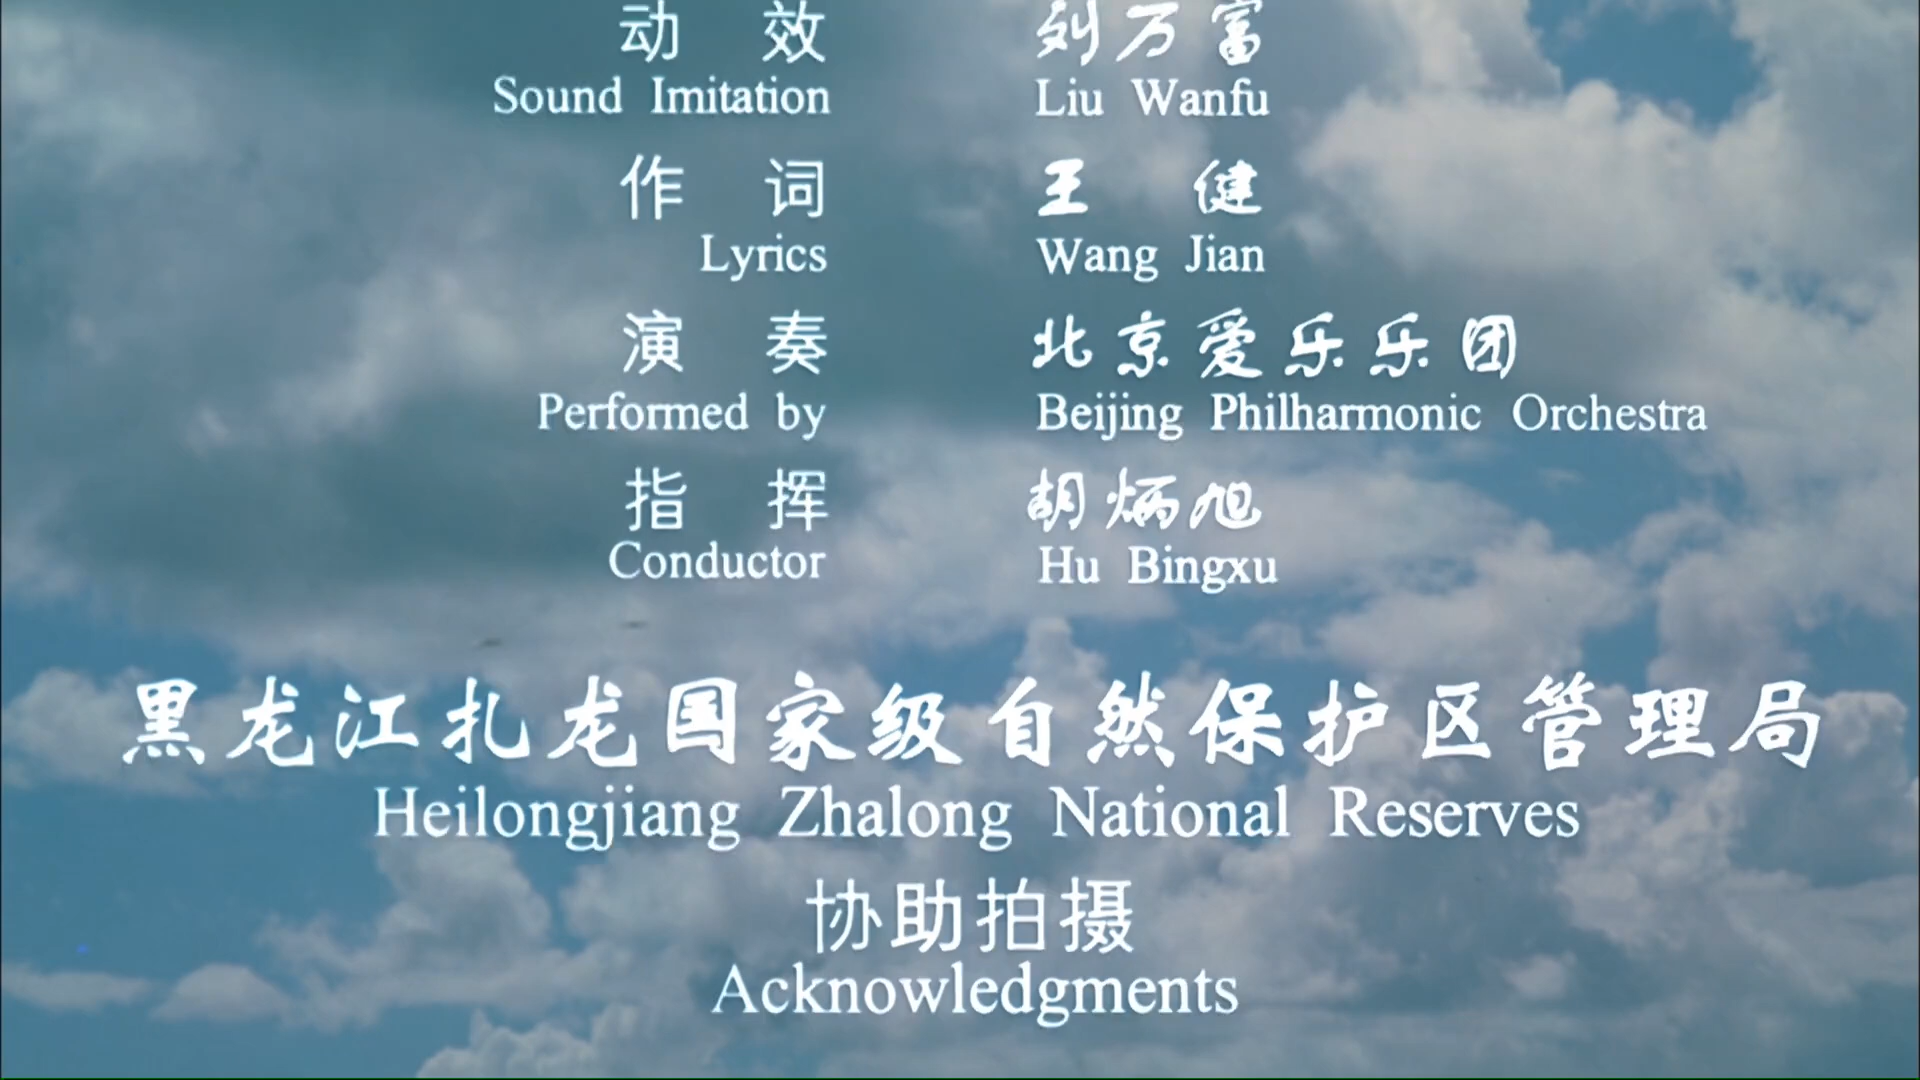 动 效 刘万富
Sound Imitation Liu Wanfu
作 词 王 健
Lyrics Wang Jian
演 奏 北京爱乐乐团
Performed by Beijing Philharmonic Orchestra
指 挥 胡炳旭
Conductor Hu Bingxu
黑龙江扎龙国家级自然保护区管理局
Heilongjiang Zhalong National Reserves
协助拍摄
Acknowledgments